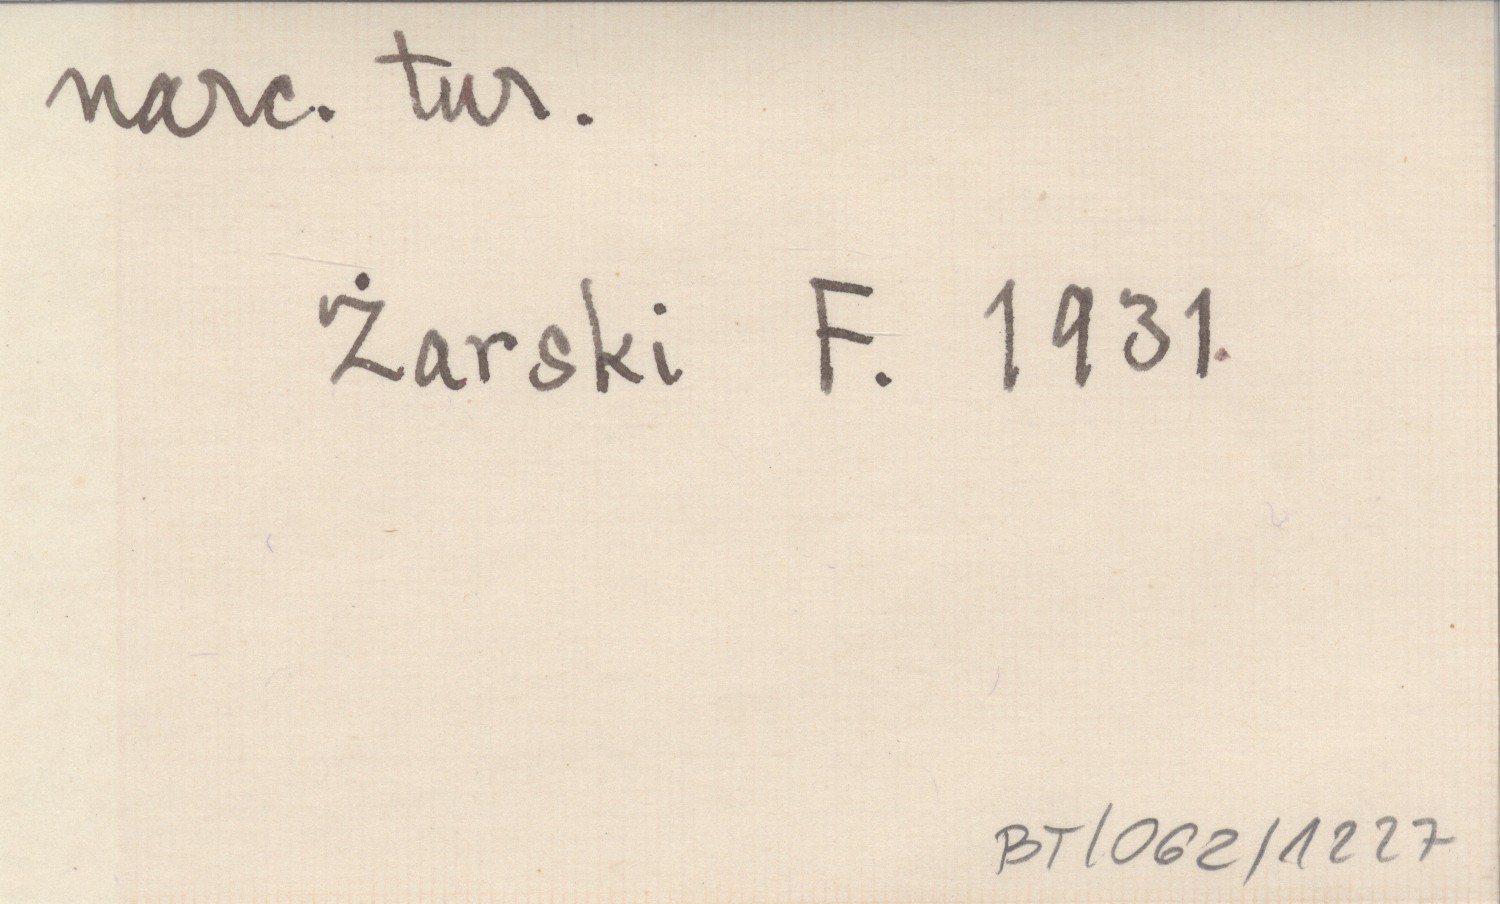 narc. tur.
Żarski F. 1931.
BT/062/1227